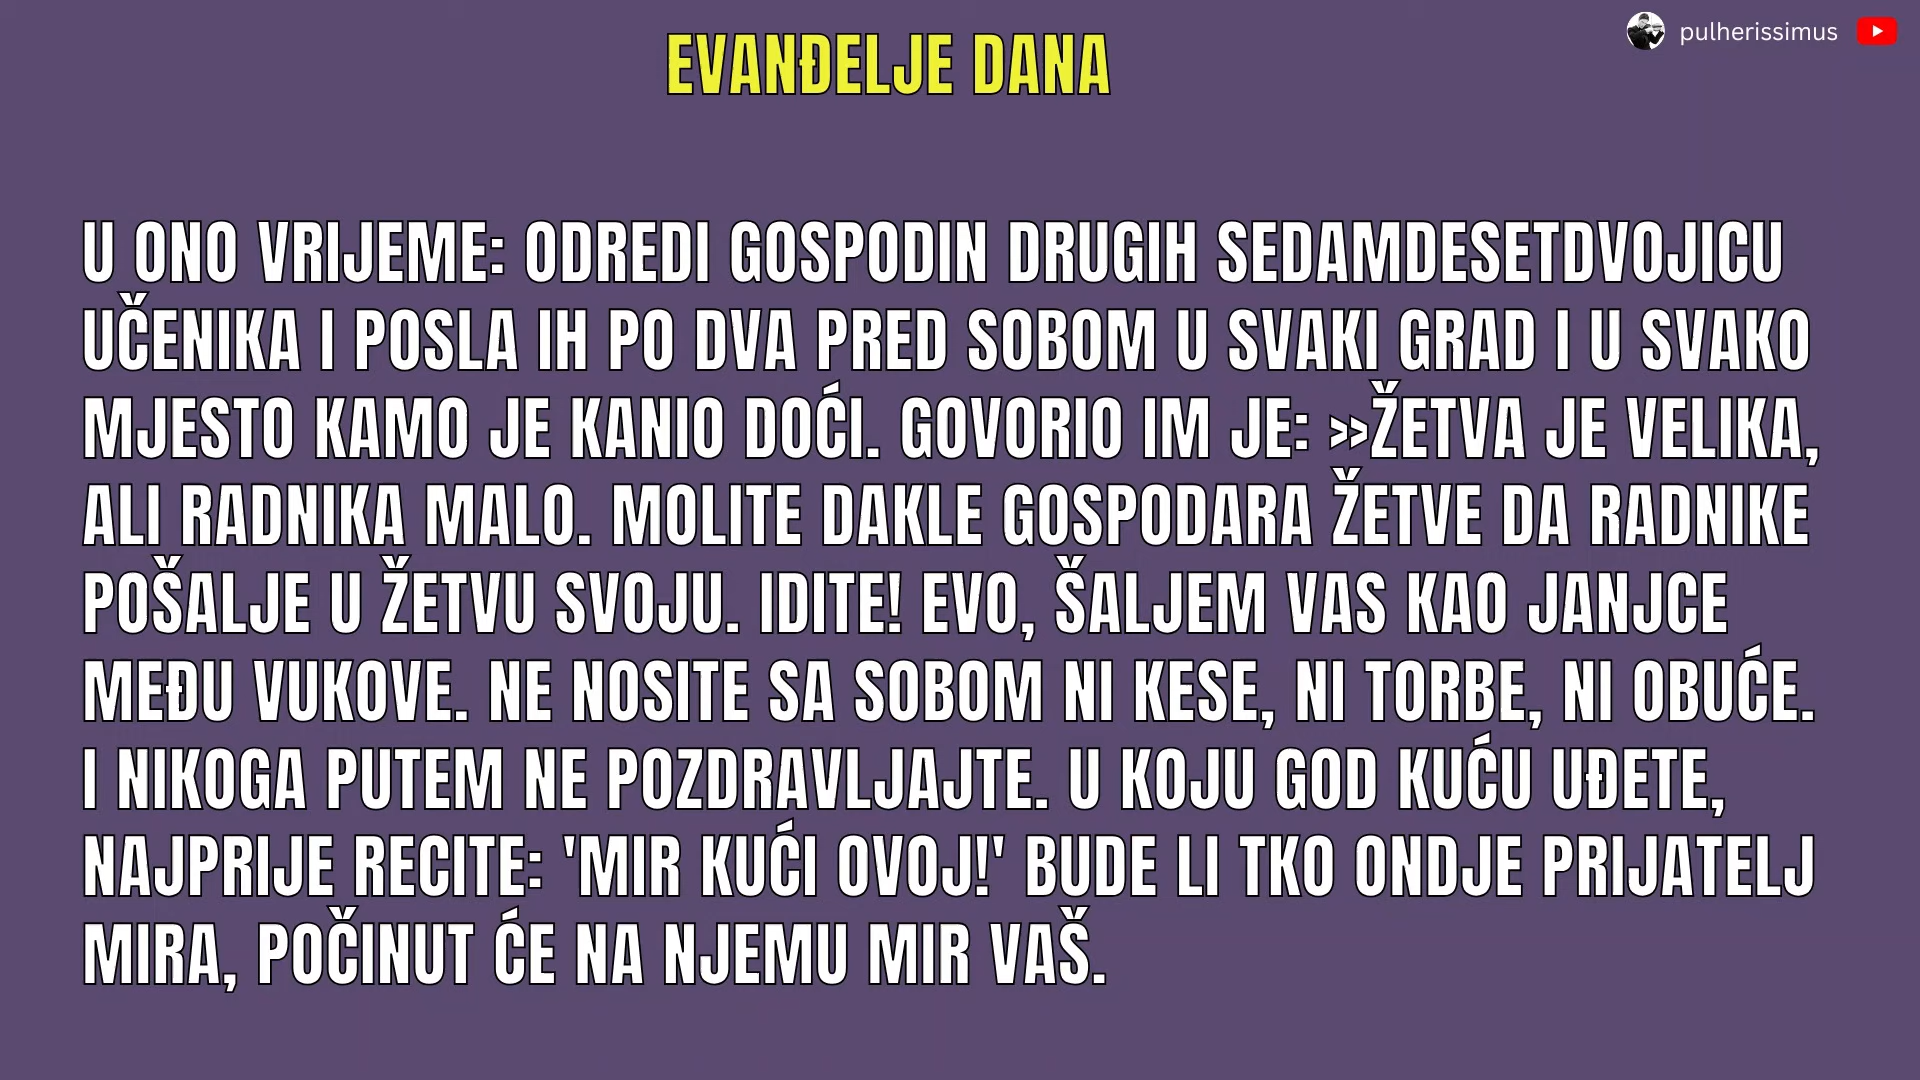 EVANĐELJE DANA
pulherissimus
U ONO VRIJEME: ODREDI GOSPODIN DRUGIH SEDAMDESETDVOJICU
UČENIKA I POSLA IH PO DVA PRED SOBOM U SVAKI GRAD I U SVAKO
MJESTO KAMO JE KANIO DOĆI. GOVORIO IM JE: »ŽETVA JE VELIKA,
ALI RADNIKA MALO. MOLITE DAKLE GOSPODARA ŽETVE DA RADNIKE
POŠALJE U ŽETVU SVOJU. IDITE! EVO, ŠALJEM VAS KAO JANJCE
MEĐU VUKOVE. NE NOSITE SA SOBOM NI KESE, NI TORBE, NI OBUĆE.
I NIKOGA PUTEM NE POZDRAVLJAJTE. U KOJU GOD KUĆU UĐETE,
NAJPRIJE RECITE: 'MIR KUĆI OVOJ!' BUDE LI TKO ONDJE PRIJATELJ
MIRA, POČINUT ĆE NA NJEMU MIR VAŠ.